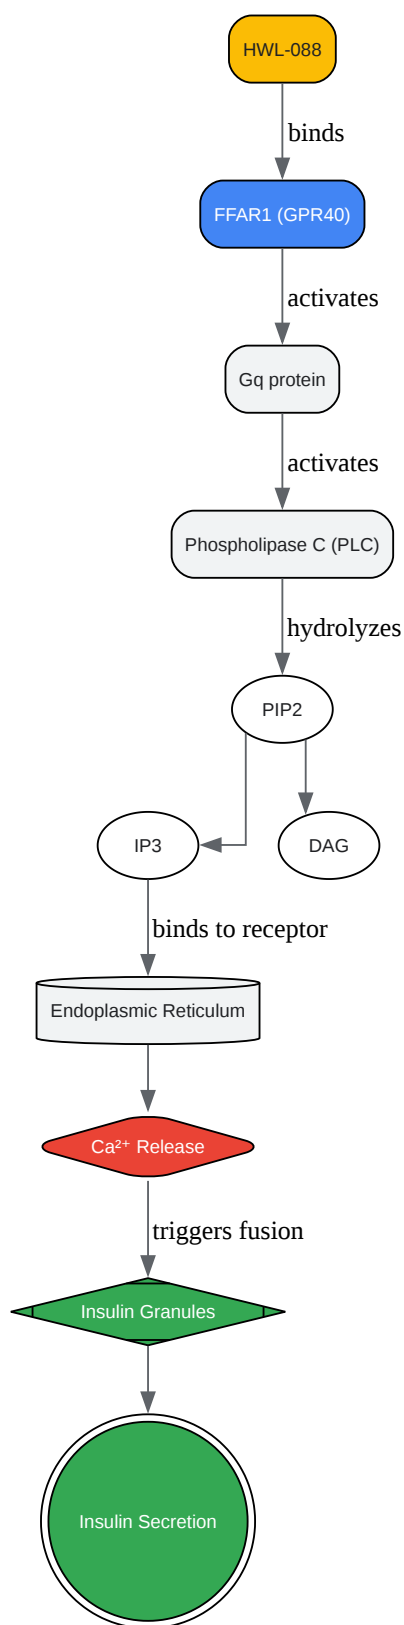 HWL-088
binds
FFAR1 (GPR40)
activates
Gq protein
activates
Phospholipase C (PLC)
hydrolyzes
PIP2
IP3
DAG
binds to receptor
Endoplasmic Reticulum
Ca²⁺ Release
triggers fusion
Insulin Granules
Insulin Secretion